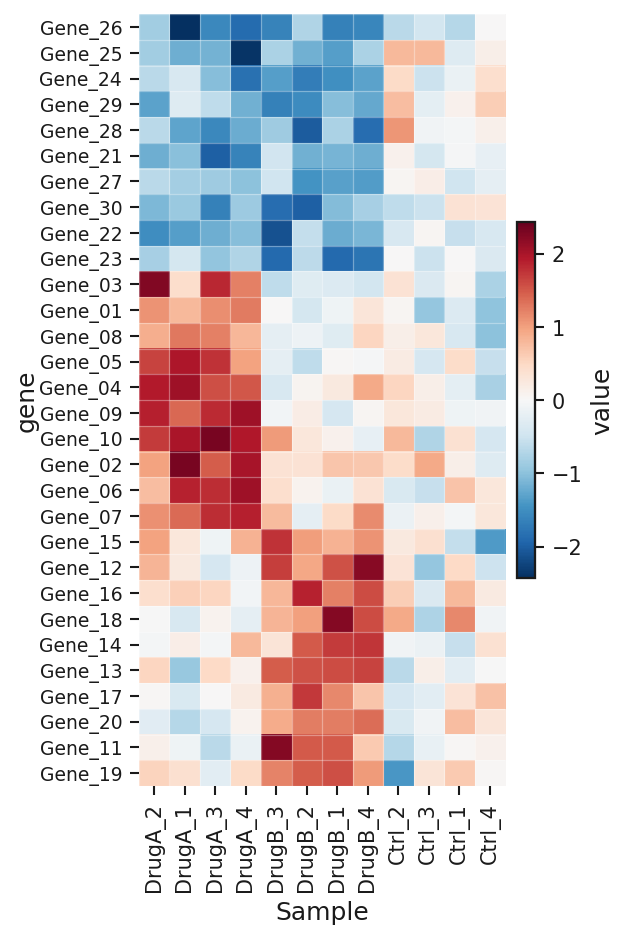 Gene_26
Gene_25
Gene_24
Gene_29
Gene_28
Gene_21
Gene_27
Gene_30
Gene_22
Gene_23
Gene_03
Gene_01
Gene_08
Gene_05
Gene_04
Gene_09
Gene_10
Gene_02
Gene_06
Gene_07
Gene_15
Gene_12
Gene_16
Gene_18
Gene_14
Gene_13
Gene_17
Gene_20
Gene_11
Gene_19
gene
DrugA_2
DrugA_1
DrugA_3
DrugA_4
DrugB_3
DrugB_2
DrugB_1
DrugB_4
Ctrl_2
Ctrl_3
Ctrl_1
Ctrl_4
Sample
2
1
0
−1
−2
value